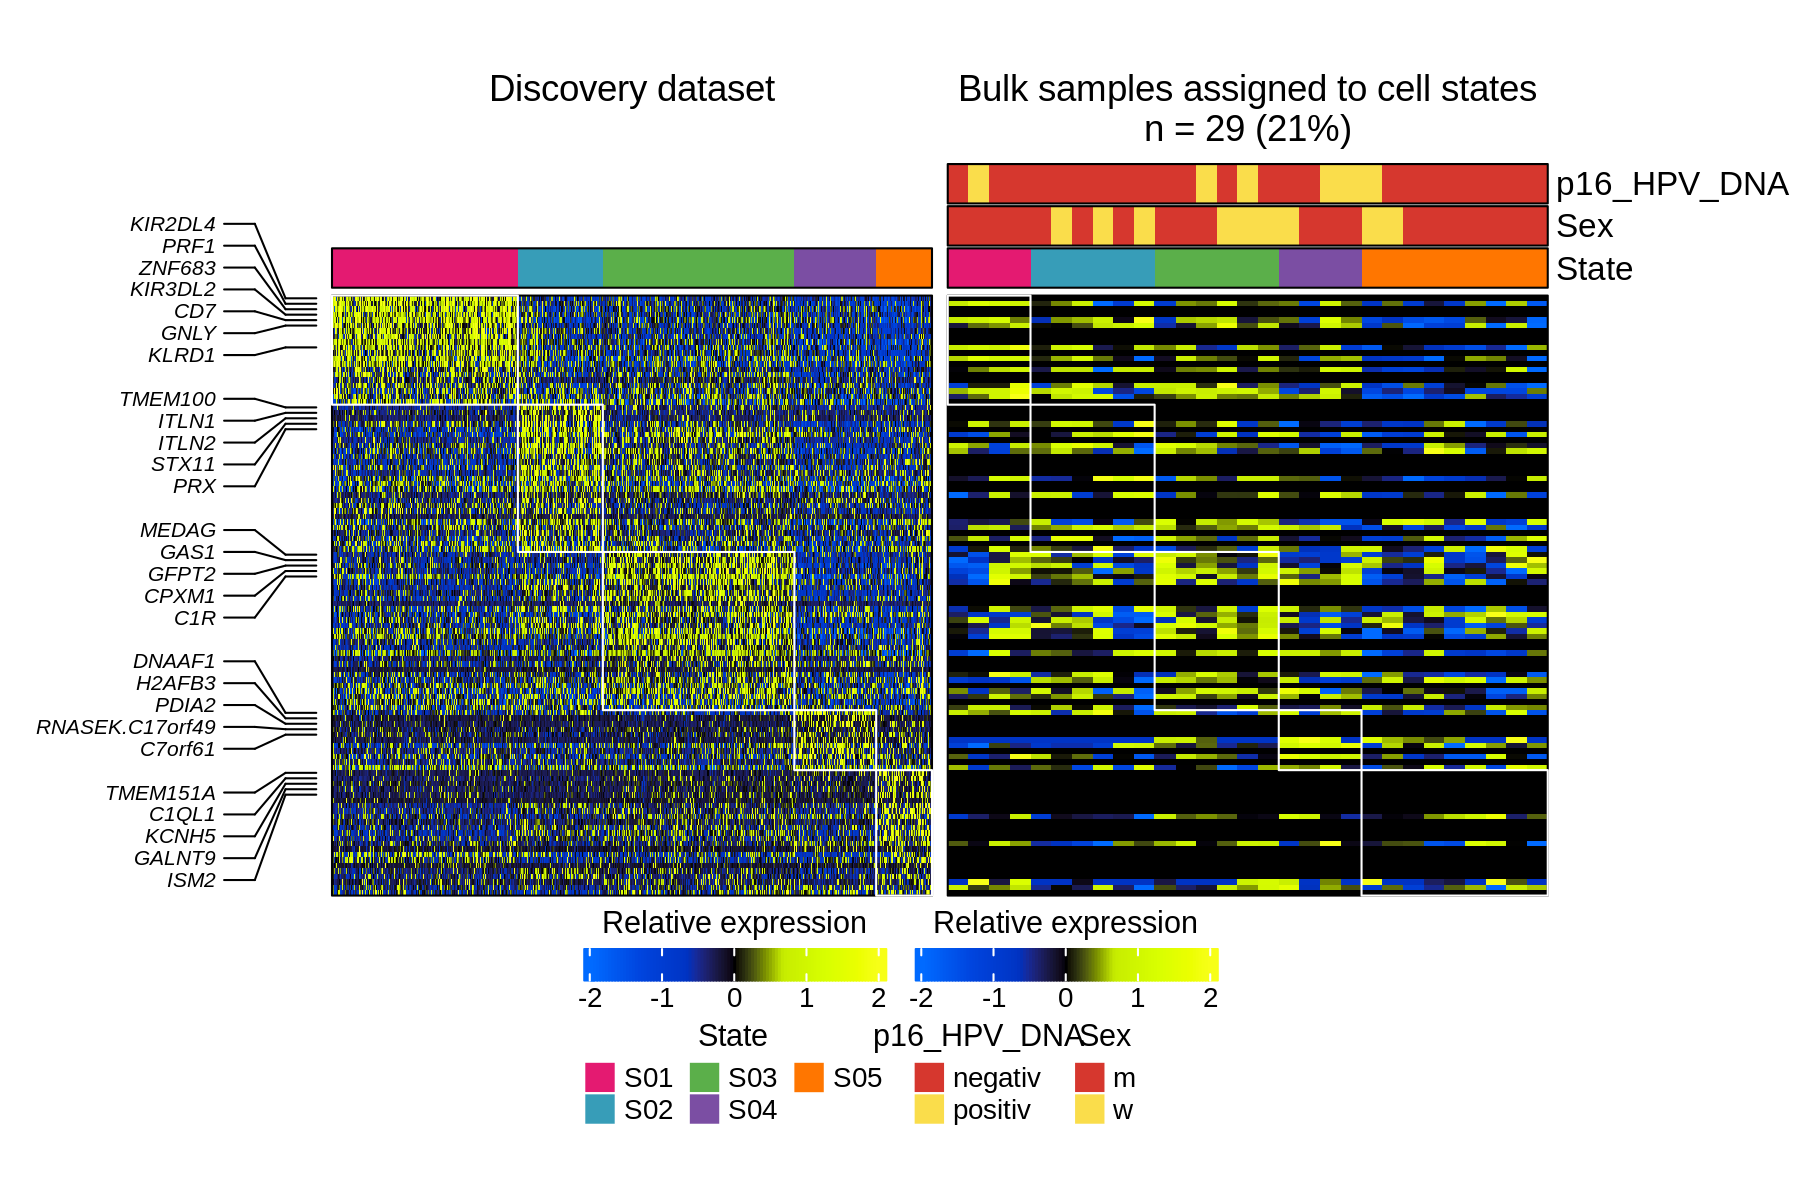 Discovery dataset
Bulk samples assigned to cell states
n = 29 (21%)
p16_HPV_DNA
Sex
State
KIR2DL4
PRF1
ZNF683
KIR3DL2
CD7
GNLY
KLRD1
TMEM100
ITLN1
ITLN2
STX11
PRX
MEDAG
GAS1
GFPT2
CPXM1
C1R
DNAAF1
H2AFB3
PDIA2
RNASEK.C17orf49
C7orf61
TMEM151A
C1QL1
KCNH5
GALNT9
ISM2
Relative expression
-2 -1 0 1 2
Relative expression
-2 -1 0 1 2
State
S01 S03 S05
S02 S04
p16_HPV_DNA
negativ
positiv
Sex
m
w